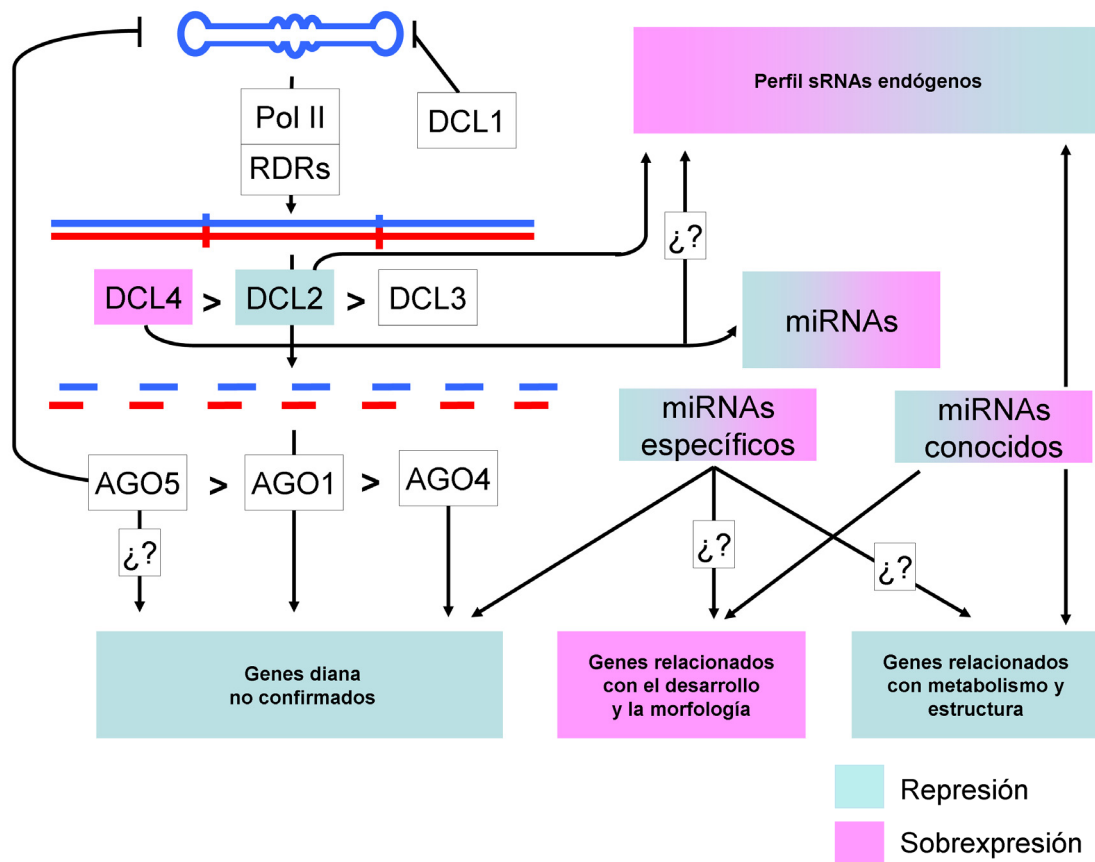 Perfil sRNAs endógenos
Pol II
DCL1
RDRs
¿?
DCL4 > DCL2 > DCL3
miRNAs
miRNAs
específicos
miRNAs
conocidos
AGO5 > AGO1 > AGO4
¿?
¿?
¿?
Genes diana
no confirmados
Genes relacionados
con el desarrollo
y la morfología
Genes relacionados
con metabolismo y
estructura
Represión
Sobrexpresión